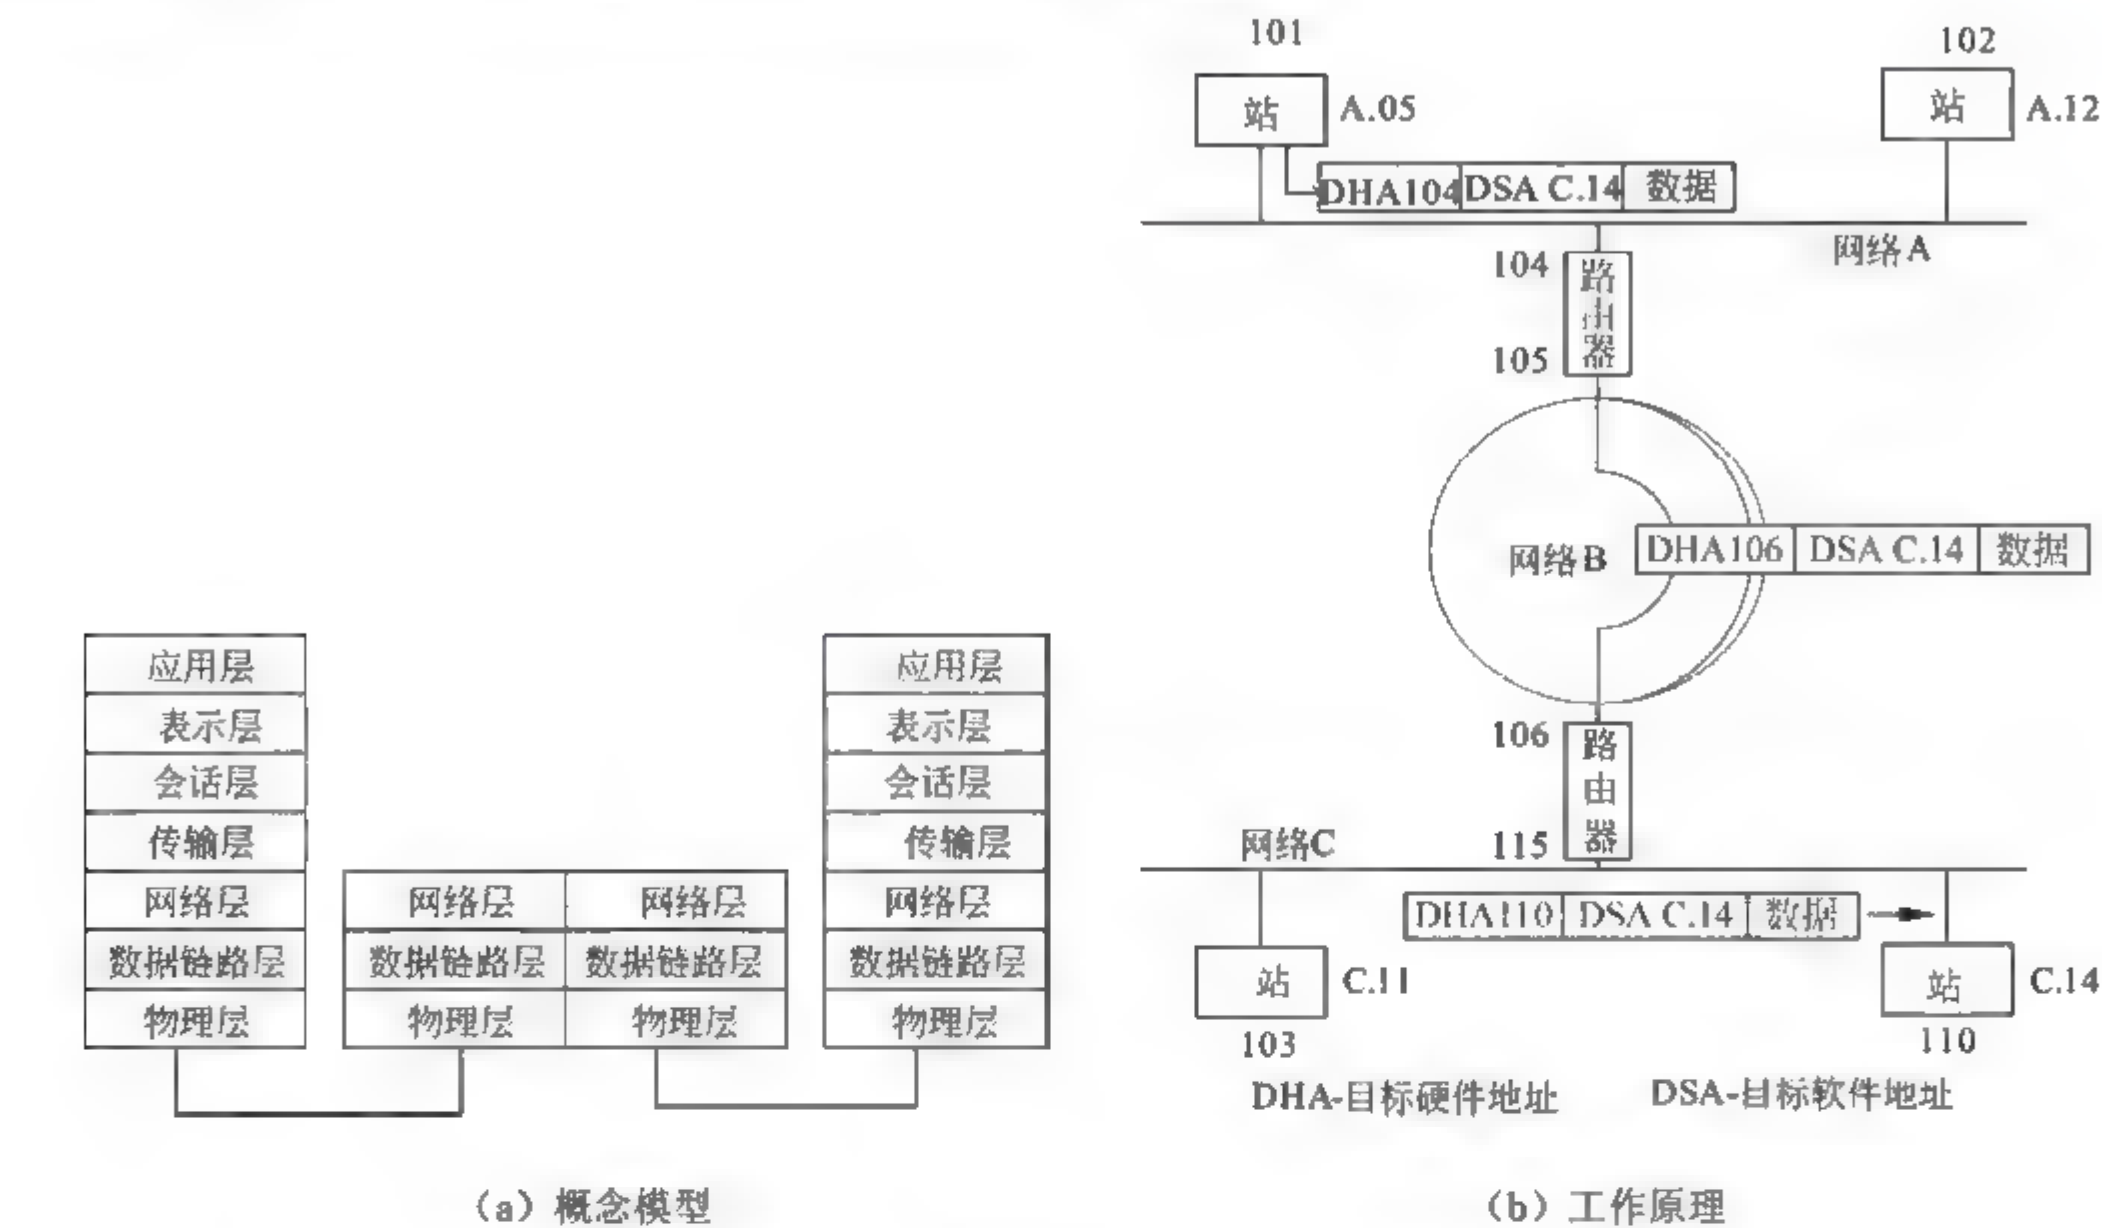 101
102
站 A.05
站 A.12
DHA104 DSA C.14 数据
网络A
104
路由器
105
网络B
DHA106 DSA C.14 数据
106
路由器
115
网络C
DHA110 DSA C.14 数据
站 C.11
站 C.14
103
110
DHA-目标硬件地址
DSA-目标软件地址
应用层
表示层
会话层
传输层
网络层
数据链路层
物理层
网络层 网络层
数据链路层 数据链路层
物理层 物理层
应用层
表示层
会话层
传输层
网络层
数据链路层
物理层
（a）概念模型
（b）工作原理